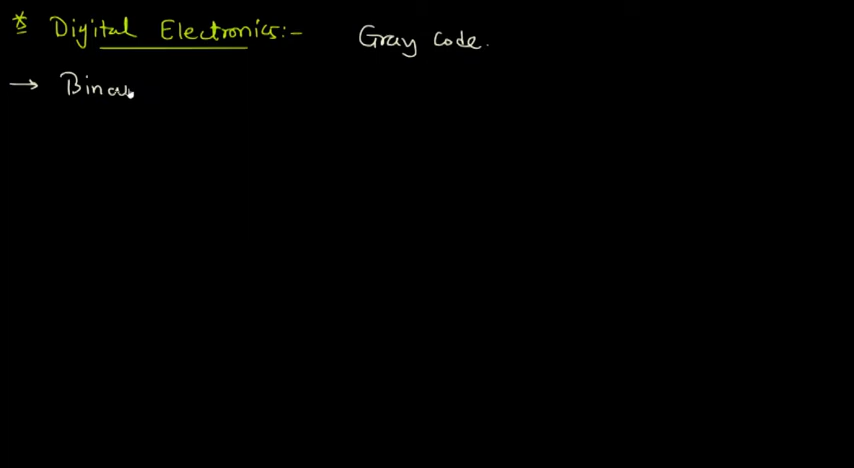 * Digital Electronics:- Gray Code.
→ Binar